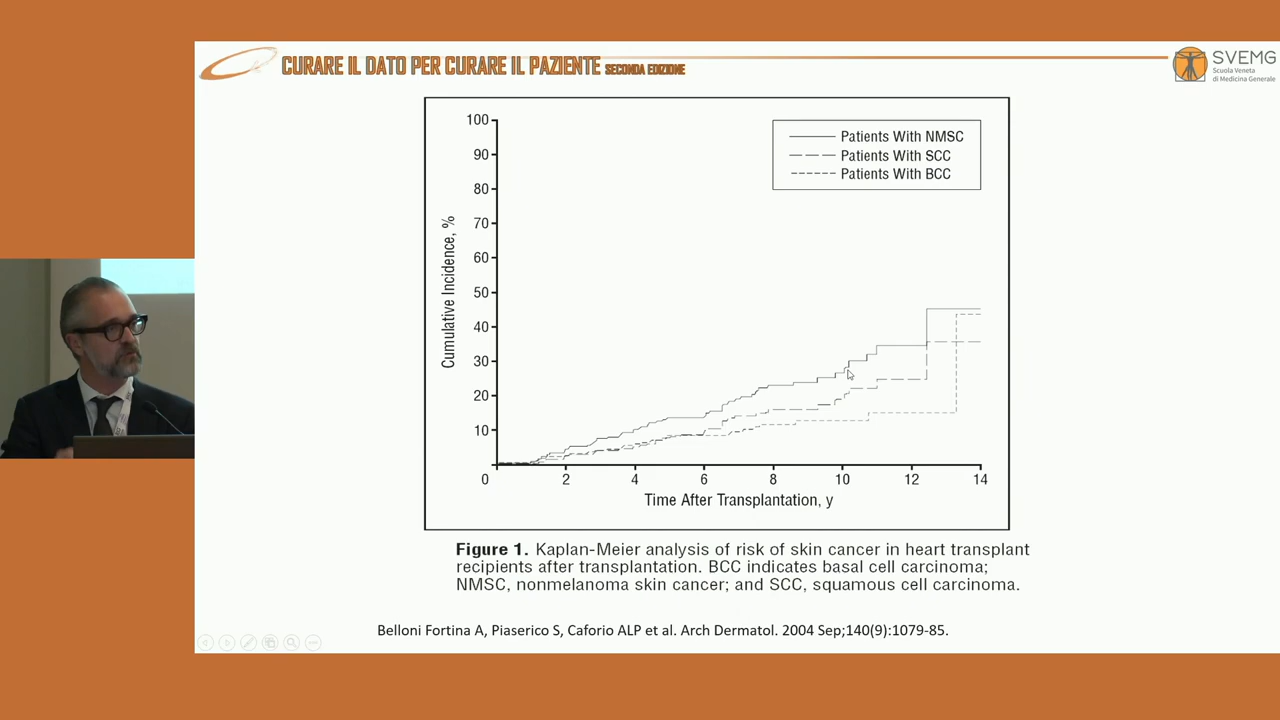 CURARE IL DATO PER CURARE IL PAZIENTE SECONDA EDIZIONE
SVEMG
Scuola Veneta
di Medicina Generale
Patients With NMSC
Patients With SCC
Patients With BCC
Cumulative Incidence, %
100
90
80
70
60
50
40
30
20
10
0 2 4 6 8 10 12 14
Time After Transplantation, y
Figure 1. Kaplan-Meier analysis of risk of skin cancer in heart transplant
recipients after transplantation. BCC indicates basal cell carcinoma;
NMSC, nonmelanoma skin cancer; and SCC, squamous cell carcinoma.
Belloni Fortina A, Piaserico S, Caforio ALP et al. Arch Dermatol. 2004 Sep;140(9):1079-85.